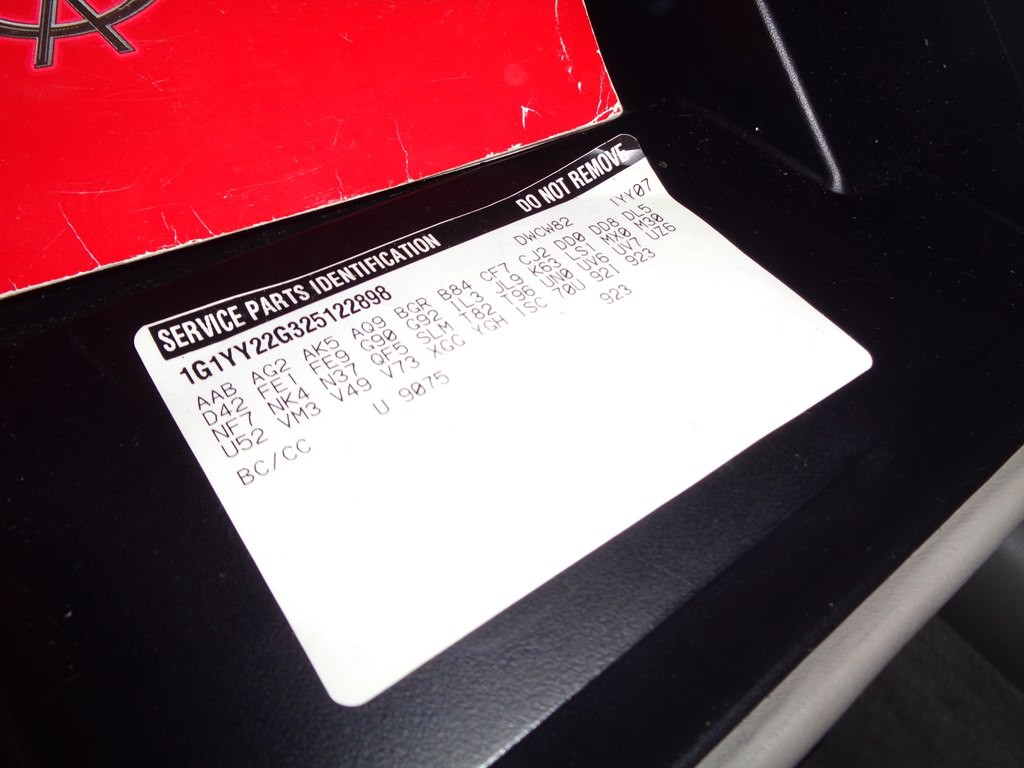 SERVICE PARTS IDENTIFICATION DO NOT REMOVE
1G1YY22G325122898 DWCW82 1YY07
AAB AG2 AK5 AQ9 BGR B84 CF7 CJ2 DD0 DD8 DL5
D42 FE1 FE9 G90 G92 IL3 JL9 K63 LS1 MX0 M30
NF7 NK4 N37 QF5 SLM T82 T96 UN0 UV6 UV7 UZ6
U52 VM3 V49 V73 XGG YGH 1SC 70U 921 923
BC/CC U 9075 923